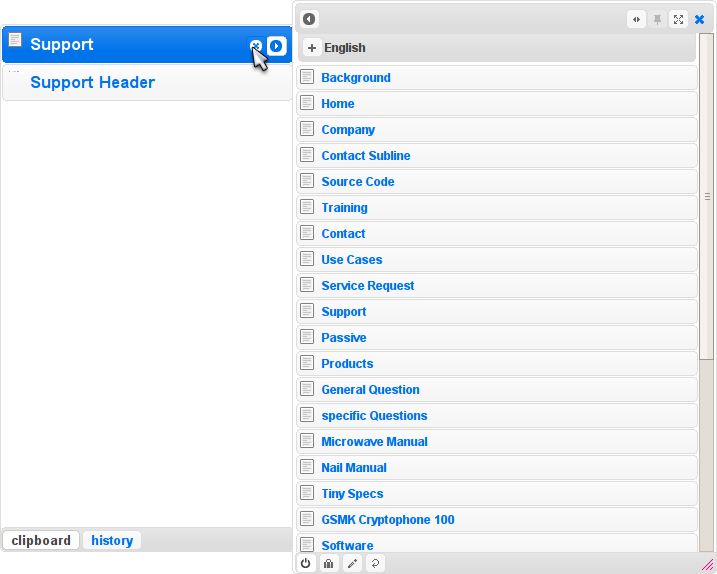 Support
Support Header
clipboard
history
English
Background
Home
Company
Contact Subline
Source Code
Training
Contact
Use Cases
Service Request
Support
Passive
Products
General Question
specific Questions
Microwave Manual
Nail Manual
Tiny Specs
GSMK Cryptophone 100
Software